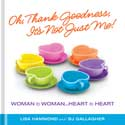 Oh, Thank Goodness,
It's Not Just Me!
WOMAN TO WOMAN...HEART TO HEART
LISA HAMMOND AND BJ GALLAGHER